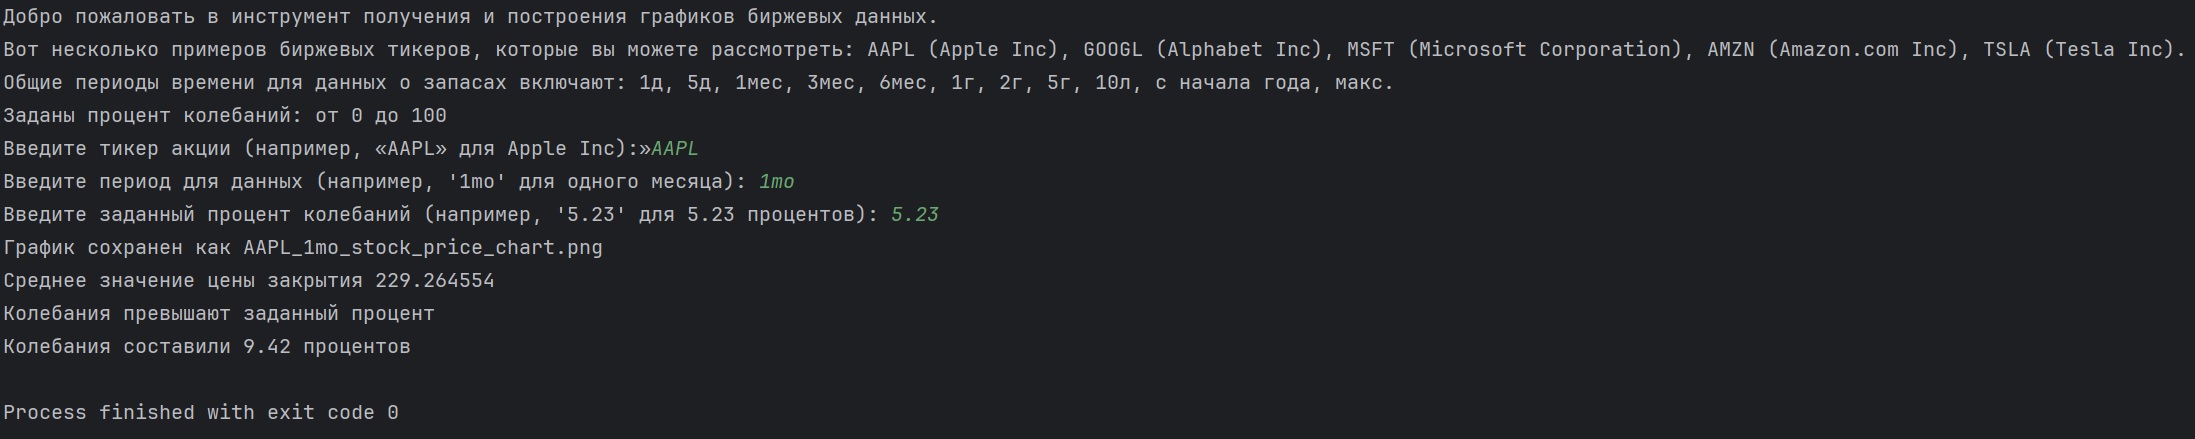 Добро пожаловать в инструмент получения и построения графиков биржевых данных.
Вот несколько примеров биржевых тикеров, которые вы можете рассмотреть: AAPL (Apple Inc), GOOGL (Alphabet Inc), MSFT (Microsoft Corporation), AMZN (Amazon.com Inc), TSLA (Tesla Inc).
Общие периоды времени для данных о запасах включают: 1д, 5д, 1мес, 3мес, 6мес, 1г, 2г, 5г, 10л, с начала года, макс.
Заданы процент колебаний: от 0 до 100
Введите тикер акции (например, «AAPL» для Apple Inc):»AAPL
Введите период для данных (например, '1mo' для одного месяца): 1mo
Введите заданный процент колебаний (например, '5.23' для 5.23 процентов): 5.23
График сохранен как AAPL_1mo_stock_price_chart.png
Среднее значение цены закрытия 229.264554
Колебания превышают заданный процент
Колебания составили 9.42 процентов
Process finished with exit code 0